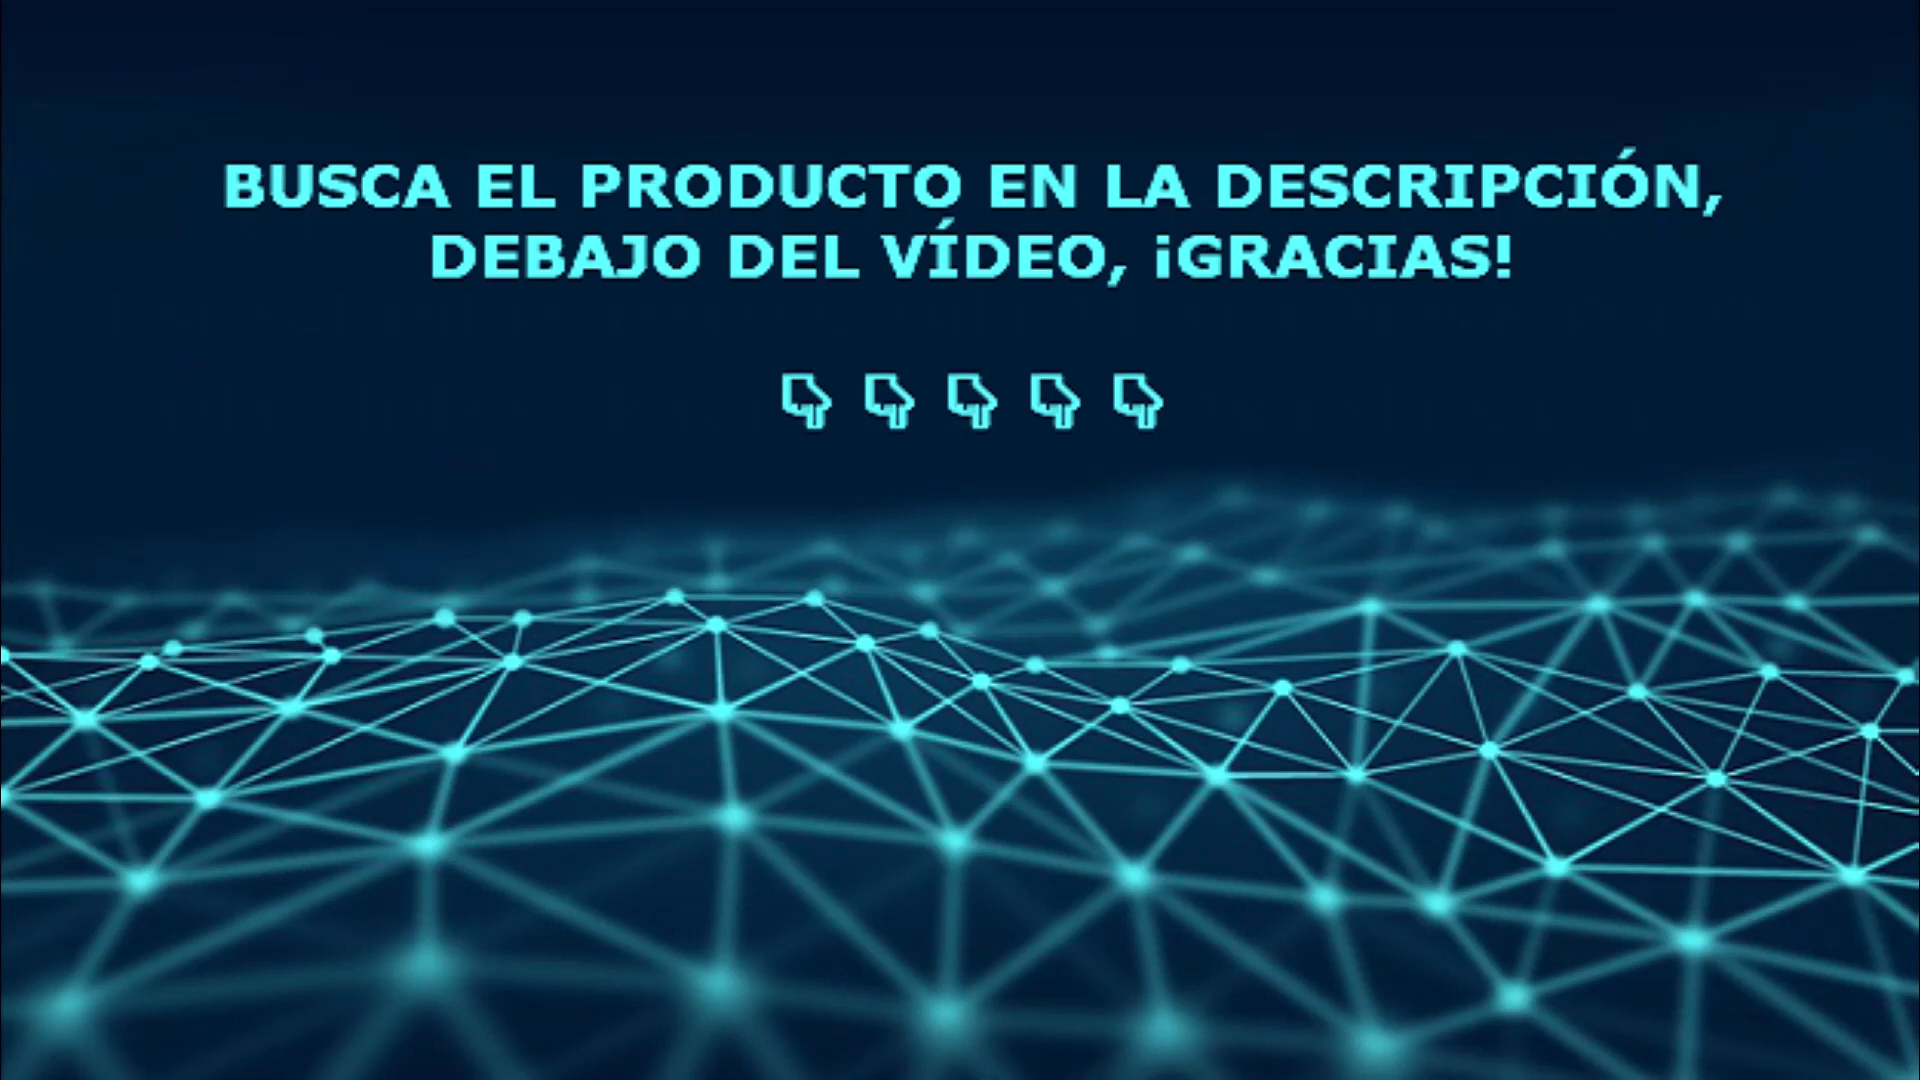 BUSCA EL PRODUCTO EN LA DESCRIPCIÓN,
DEBAJO DEL VÍDEO, ¡GRACIAS!
👇 👇 👇 👇 👇